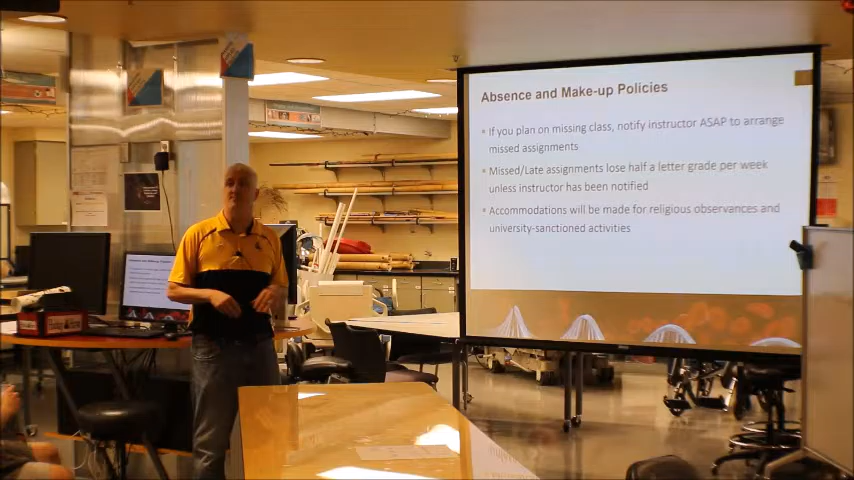 Absence and Make-up Policies
• If you plan on missing class, notify instructor ASAP to arrange
missed assignments
• Missed/Late assignments lose half a letter grade per week
unless instructor has been notified
• Accommodations will be made for religious observances and
university-sanctioned activities